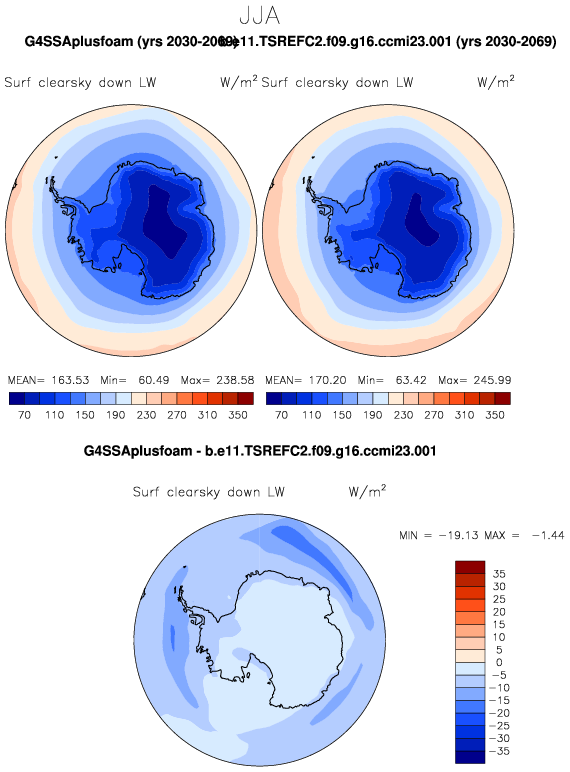 JJA
G4SSAplusfoam (yrs 2030-2069) b.e11.TSREFC2.f09.g16.ccmi23.001 (yrs 2030-2069)
Surf clearsky down LW W/m² Surf clearsky down LW W/m²
MEAN= 163.53 Min= 60.49 Max= 238.58 MEAN= 170.20 Min= 63.42 Max= 245.99
70 110 150 190 230 270 310 350 70 110 150 190 230 270 310 350
G4SSAplusfoam - b.e11.TSREFC2.f09.g16.ccmi23.001
Surf clearsky down LW W/m²
MIN = -19.13 MAX = -1.44
35
30
25
20
15
10
5
0
-5
-10
-15
-20
-25
-30
-35